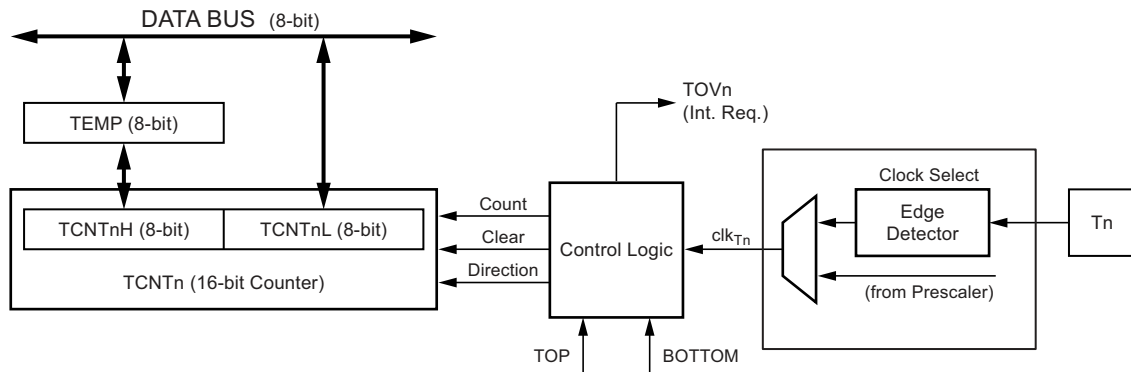 DATA BUS (8-bit)
TEMP (8-bit)
TCNTnH (8-bit)
TCNTnL (8-bit)
TCNTn (16-bit Counter)
Count
Clear
Direction
TOVn
(Int. Req.)
Control Logic
TOP
BOTTOM
clkTn
Clock Select
Edge
Detector
(from Prescaler)
Tn